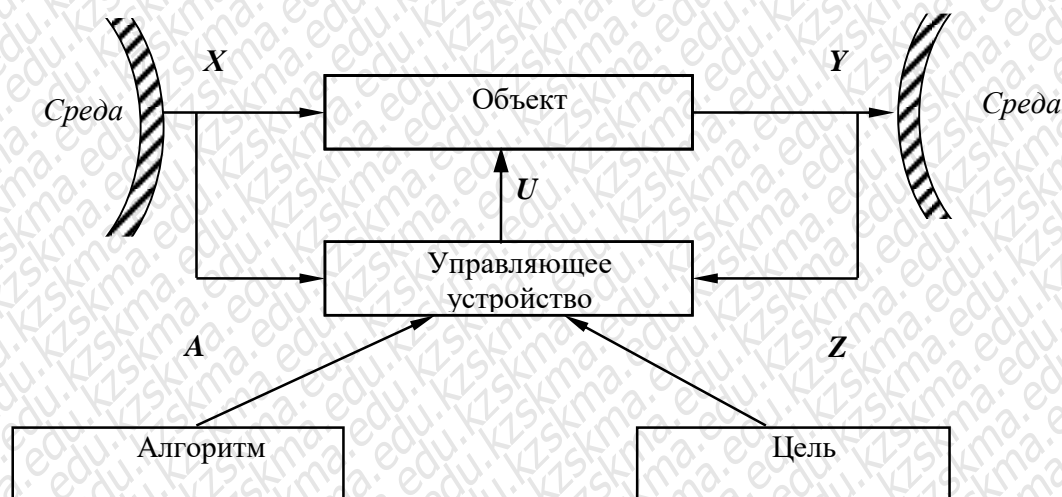 X
Y
Среда
Объект
Среда
U
Управляющее
устройство
A
Z
Алгоритм
Цель